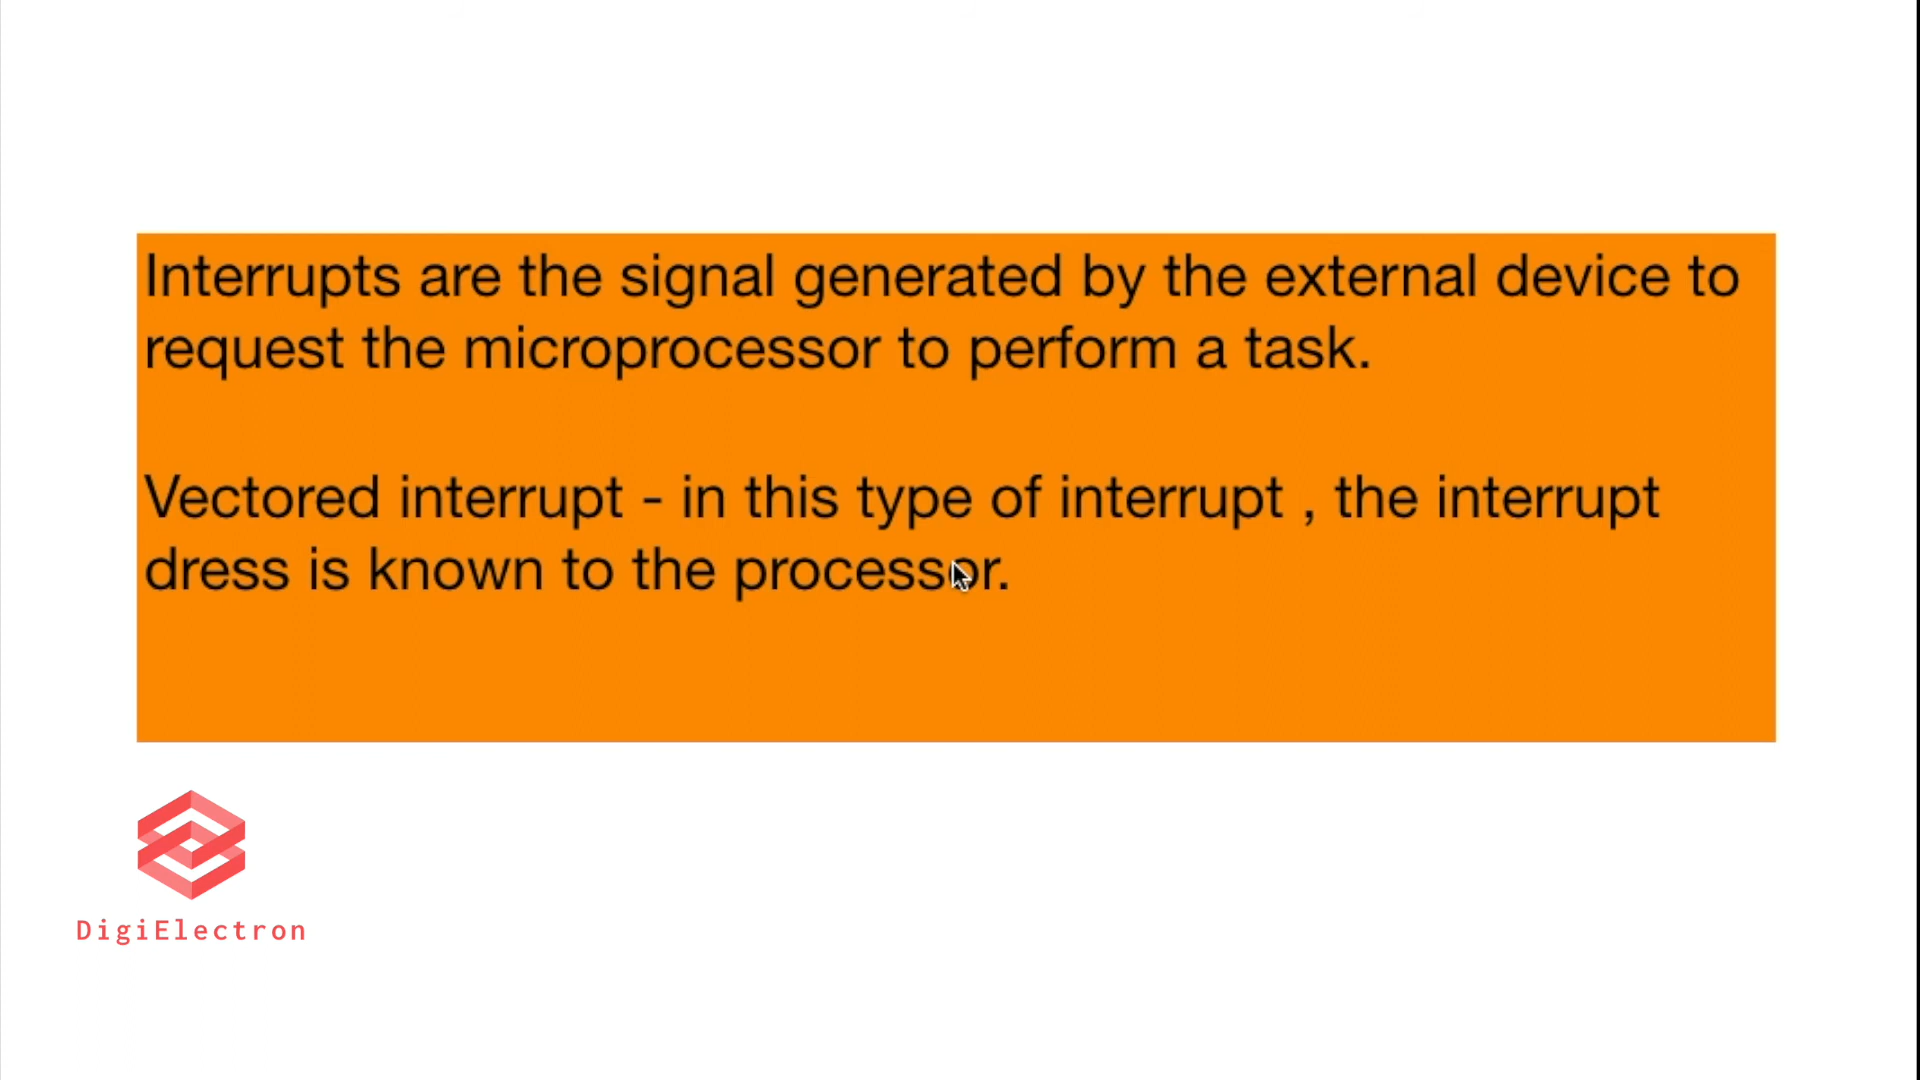 Interrupts are the signal generated by the external device to
request the microprocessor to perform a task.
Vectored interrupt - in this type of interrupt , the interrupt
dress is known to the processor.
DigiElectron